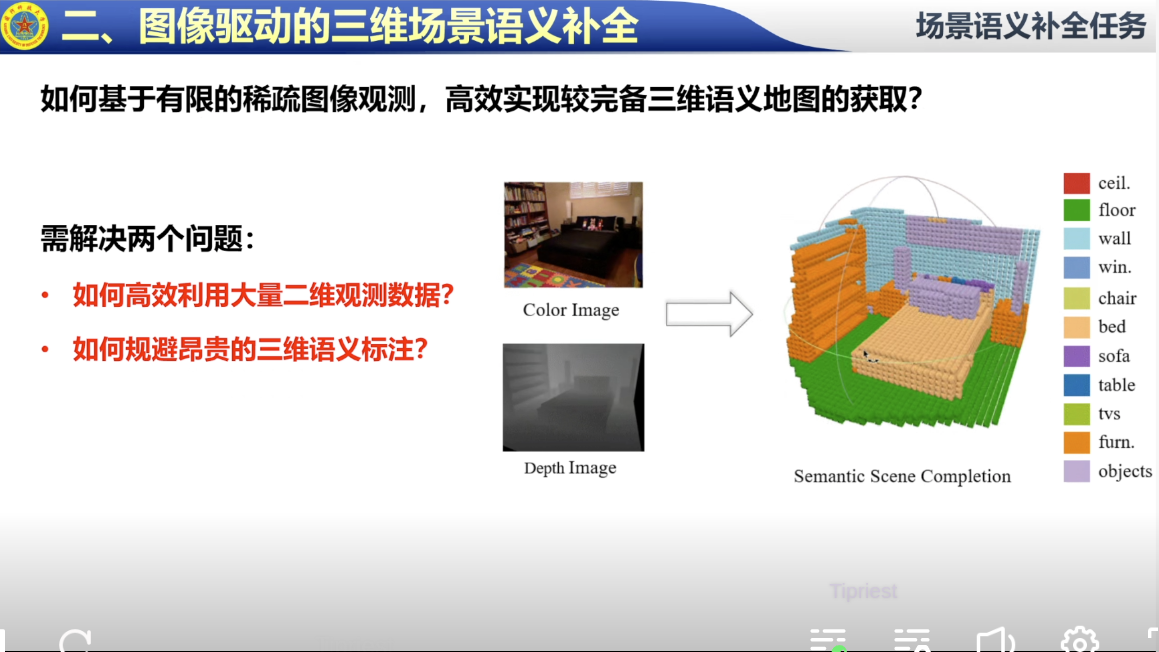 二、图像驱动的三维场景语义补全
场景语义补全任务
如何基于有限的稀疏图像观测，高效实现较完备三维语义地图的获取？
需解决两个问题：
• 如何高效利用大量二维观测数据？
• 如何规避昂贵的三维语义标注？
Color Image
Depth Image
Semantic Scene Completion
ceil.
floor
wall
win.
chair
bed
sofa
table
tvs
furn.
objects
Tipriest